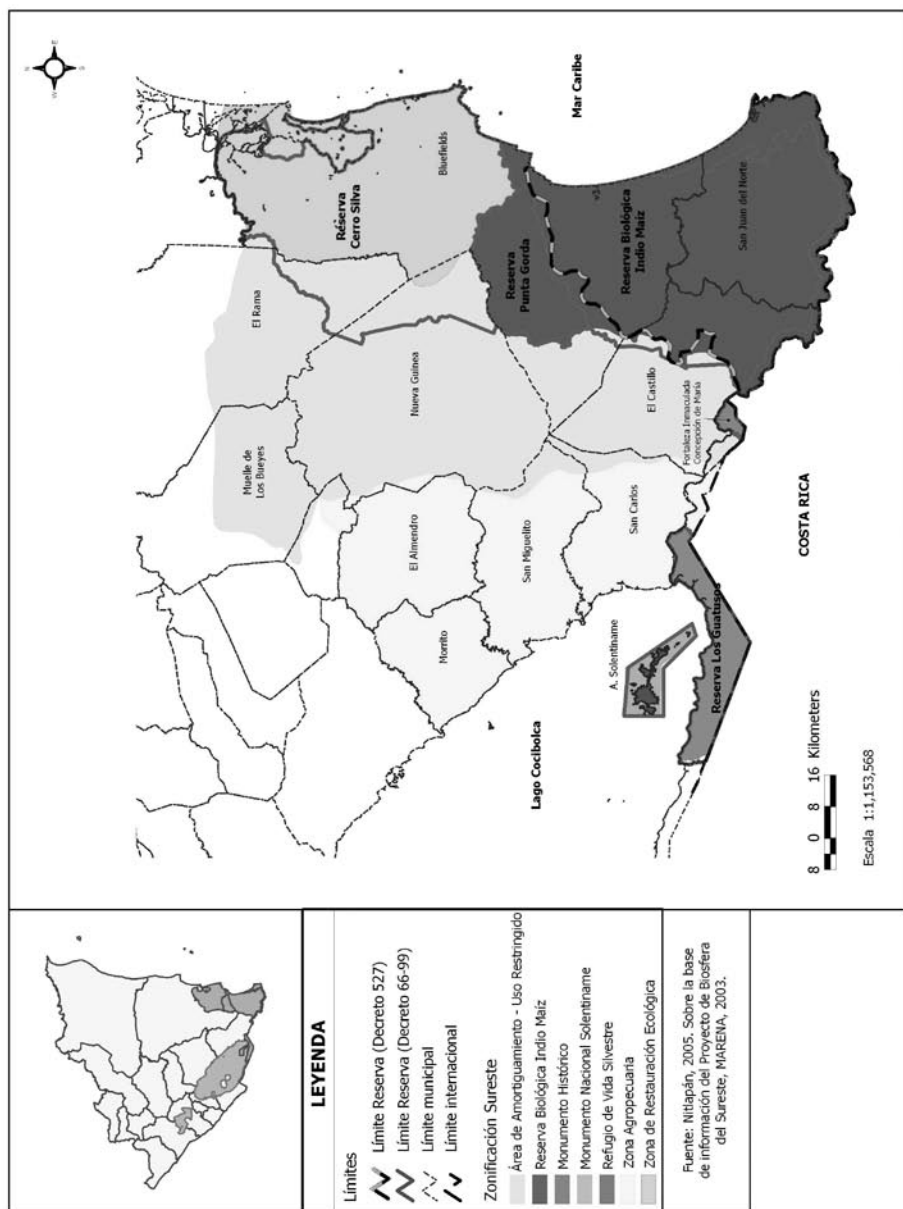 N
E
S
W
Mar Caribe
Réserva
Cerro Silva
Bluefields
El Rama
Reserva
Punta Gorda
Reserva Biológica
Indio Maíz
San Juan del Norte
Nueva Guinea
Muelle de
Los Bueyes
El Castillo
Fortaleza Inmaculada
Concepción de María
El Almendro
San Miguelito
San Carlos
Morrito
A. Solentiname
Reserva Los Guatusos
Lago Cocibolca
COSTA RICA
8 0 8 16 Kilometers
Escala 1:1,153,568
LEYENDA
Límites
Límite Reserva (Decreto 527)
Límite Reserva (Decreto 66-99)
Límite municipal
Límite internacional
Zonificación Sureste
Área de Amortiguamiento - Uso Restringido
Reserva Biológica Indio Maíz
Monumento Histórico
Monumento Nacional Solentiname
Refugio de Vida Silvestre
Zona Agropecuaria
Zona de Restauración Ecológica
Fuente: Nitlapán, 2005. Sobre la base
de información del Proyecto de Biosfera
del Sureste, MARENA, 2003.